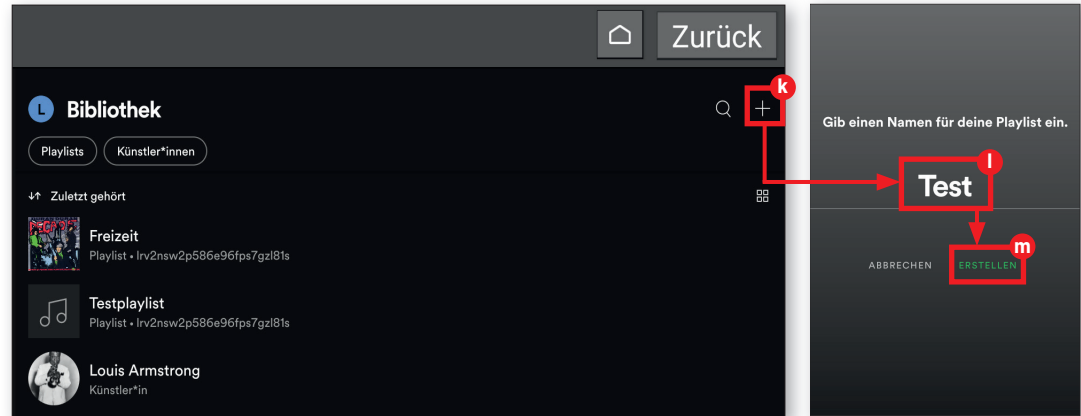 Zurück
L Bibliothek
k
Playlists Künstler*innen
Zuletzt gehört
Freizeit
Playlist • lrv2nsw2p586e96fps7gzl81s
Testplaylist
Playlist • lrv2nsw2p586e96fps7gzl81s
Louis Armstrong
Künstler*in
Gib einen Namen für deine Playlist ein.
l
Test
m
ABBRECHEN ERSTELLEN